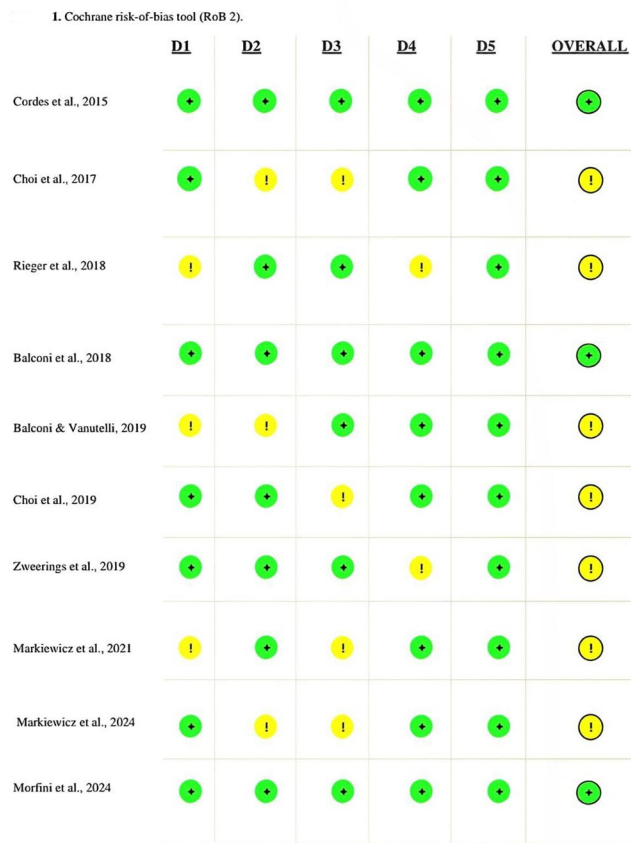 1. Cochrane risk-of-bias tool (RoB 2).
D1 D2 D3 D4 D5 OVERALL
Cordes et al., 2015 + + + + + +
Choi et al., 2017 + ! ! + + !
Rieger et al., 2018 ! + + ! + !
Balconi et al., 2018 + + + + + +
Balconi & Vanutelli, 2019 ! ! + + + !
Choi et al., 2019 + + ! + + !
Zweerings et al., 2019 + + + ! + !
Markiewicz et al., 2021 ! + ! + + !
Markiewicz et al., 2024 + ! ! + + !
Morfini et al., 2024 + + + + + +